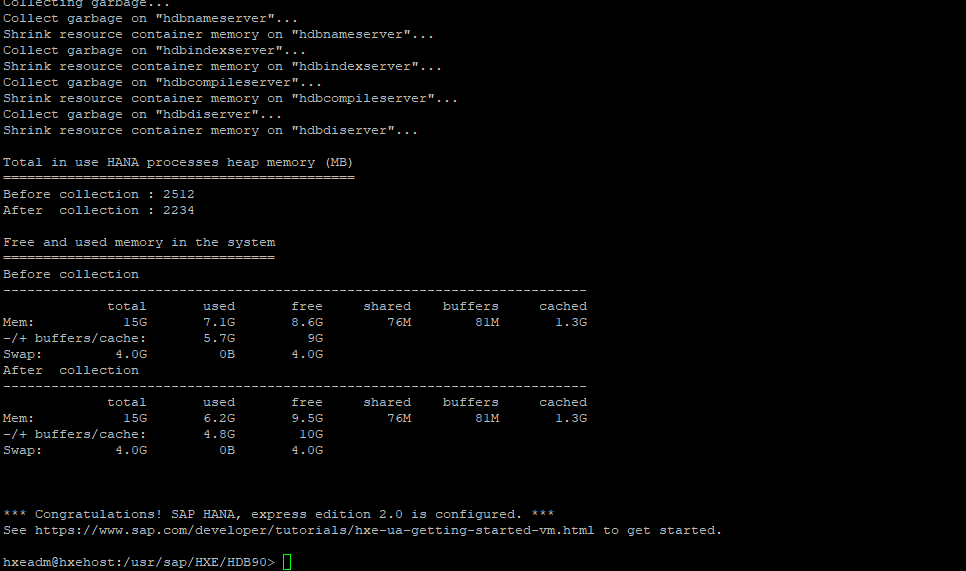 Collecting garbage...
Collect garbage on "hdbnameserver"...
Shrink resource container memory on "hdbnameserver"...
Collect garbage on "hdbindexserver"...
Shrink resource container memory on "hdbindexserver"...
Collect garbage on "hdbcompileserver"...
Shrink resource container memory on "hdbcompileserver"...
Collect garbage on "hdbdiserver"...
Shrink resource container memory on "hdbdiserver"...
Total in use HANA processes heap memory (MB)
============================================
Before collection : 2512
After  collection : 2234
Free and used memory in the system
==================================
Before collection
-------------------------------------------------------------------------
             total       used       free     shared    buffers     cached
Mem:           15G       7.1G       8.6G        76M        81M       1.3G
-/+ buffers/cache:       5.7G         9G
Swap:         4.0G         0B       4.0G
After  collection
-------------------------------------------------------------------------
             total       used       free     shared    buffers     cached
Mem:           15G       6.2G       9.5G        76M        81M       1.3G
-/+ buffers/cache:       4.8G        10G
Swap:         4.0G         0B       4.0G
*** Congratulations! SAP HANA, express edition 2.0 is configured. ***
See https://www.sap.com/developer/tutorials/hxe-ua-getting-started-vm.html to get started.
hxeadm@hxehost:/usr/sap/HXE/HDB90>